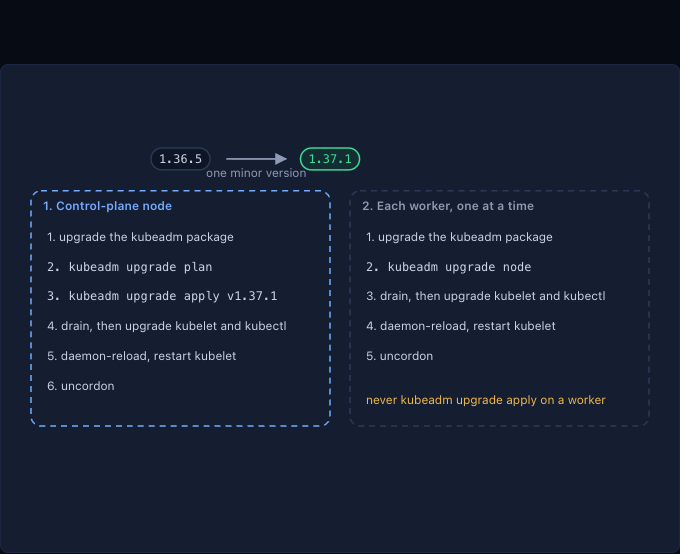 1.36.5
1.37.1
one minor version
1. Control-plane node
1. upgrade the kubeadm package
2. kubeadm upgrade plan
3. kubeadm upgrade apply v1.37.1
4. drain, then upgrade kubelet and kubectl
5. daemon-reload, restart kubelet
6. uncordon
2. Each worker, one at a time
1. upgrade the kubeadm package
2. kubeadm upgrade node
3. drain, then upgrade kubelet and kubectl
4. daemon-reload, restart kubelet
5. uncordon
never kubeadm upgrade apply on a worker